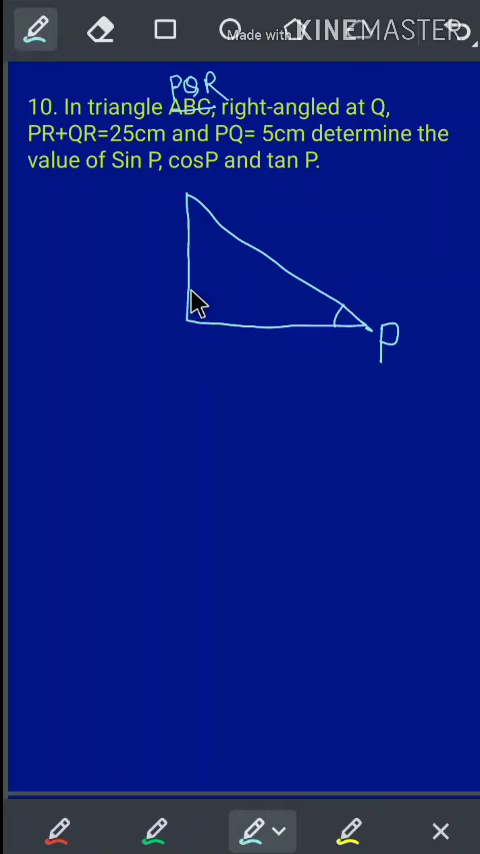 Made with KINEMASTER
PQR
10. In triangle ABC, right-angled at Q,
PR+QR=25cm and PQ= 5cm determine the
value of Sin P, cosP and tan P.
P